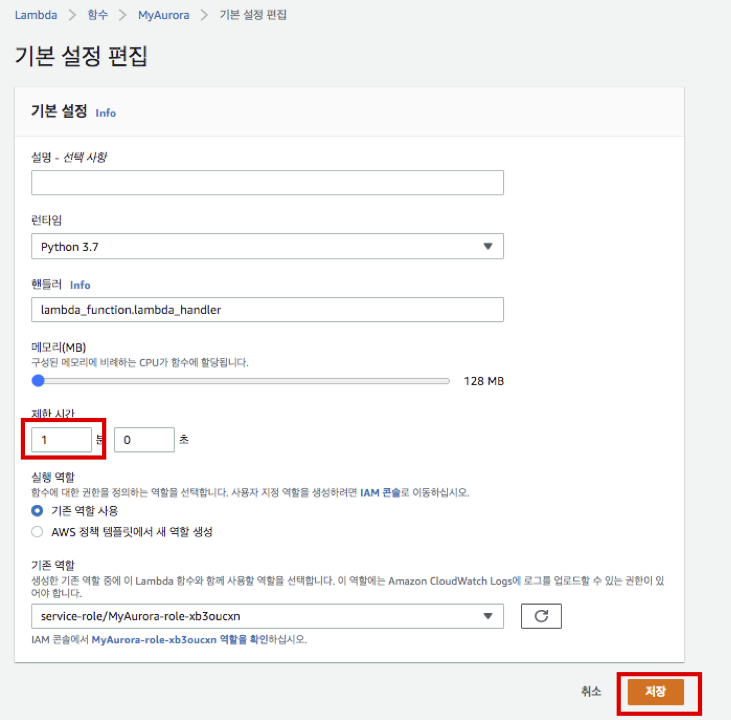 Lambda > 함수 > MyAurora > 기본 설정 편집
기본 설정 편집
기본 설정 Info
설명 - 선택 사항
런타임
Python 3.7
핸들러 Info
lambda_function.lambda_handler
메모리(MB)
구성된 메모리에 비례하는 CPU가 함수에 할당됩니다.
128 MB
제한 시간
1 분 0 초
실행 역할
함수에 대한 권한을 정의하는 역할을 선택합니다. 사용자 지정 역할을 생성하려면 IAM 콘솔로 이동하십시오.
기존 역할 사용
AWS 정책 템플릿에서 새 역할 생성
기존 역할
생성한 기존 역할 중에 이 Lambda 함수와 함께 사용할 역할을 선택합니다. 이 역할에는 Amazon CloudWatch Logs에 로그를 업로드할 수 있는 권한이 있
어야 합니다.
service-role/MyAurora-role-xb3oucxn
IAM 콘솔에서 MyAurora-role-xb3oucxn 역할을 확인하십시오.
취소 저장